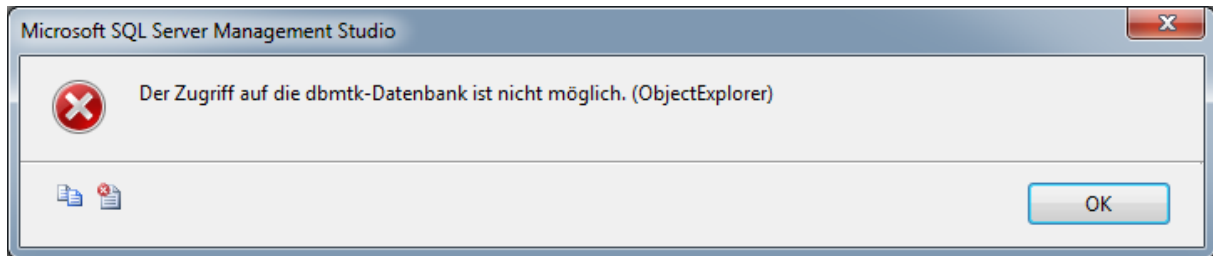 Microsoft SQL Server Management Studio
Der Zugriff auf die dbmtk-Datenbank ist nicht möglich. (ObjectExplorer)
OK